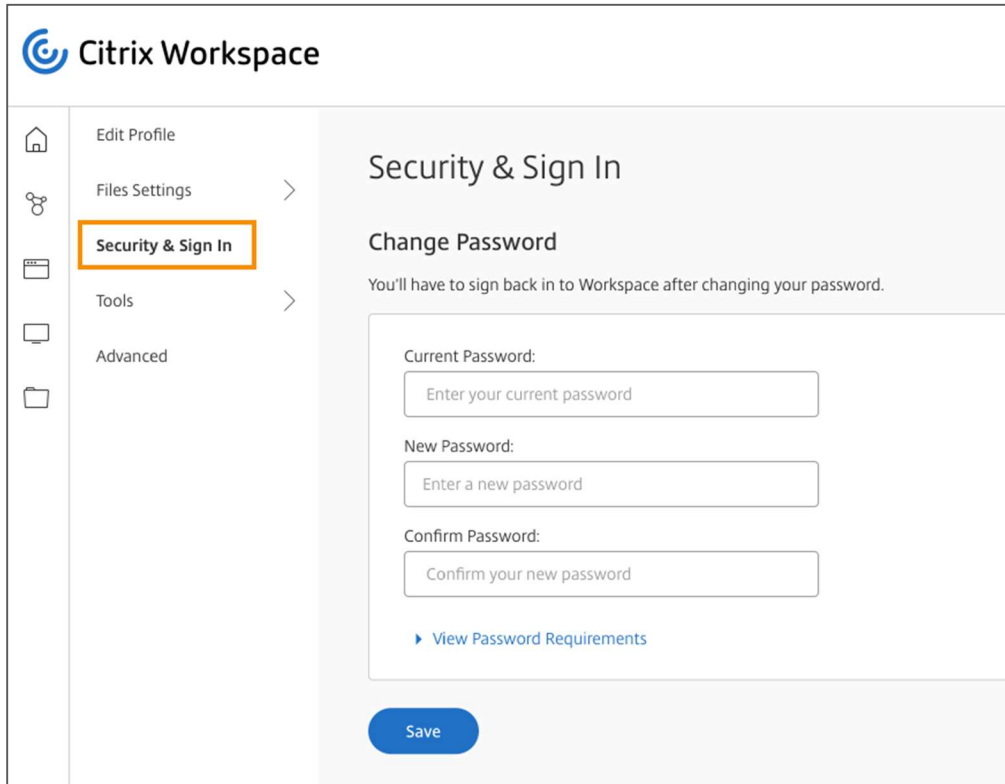 Citrix Workspace
Edit Profile
Files Settings
Security & Sign In
Tools
Advanced
Security & Sign In
Change Password
You'll have to sign back in to Workspace after changing your password.
Current Password:
Enter your current password
New Password:
Enter a new password
Confirm Password:
Confirm your new password
View Password Requirements
Save